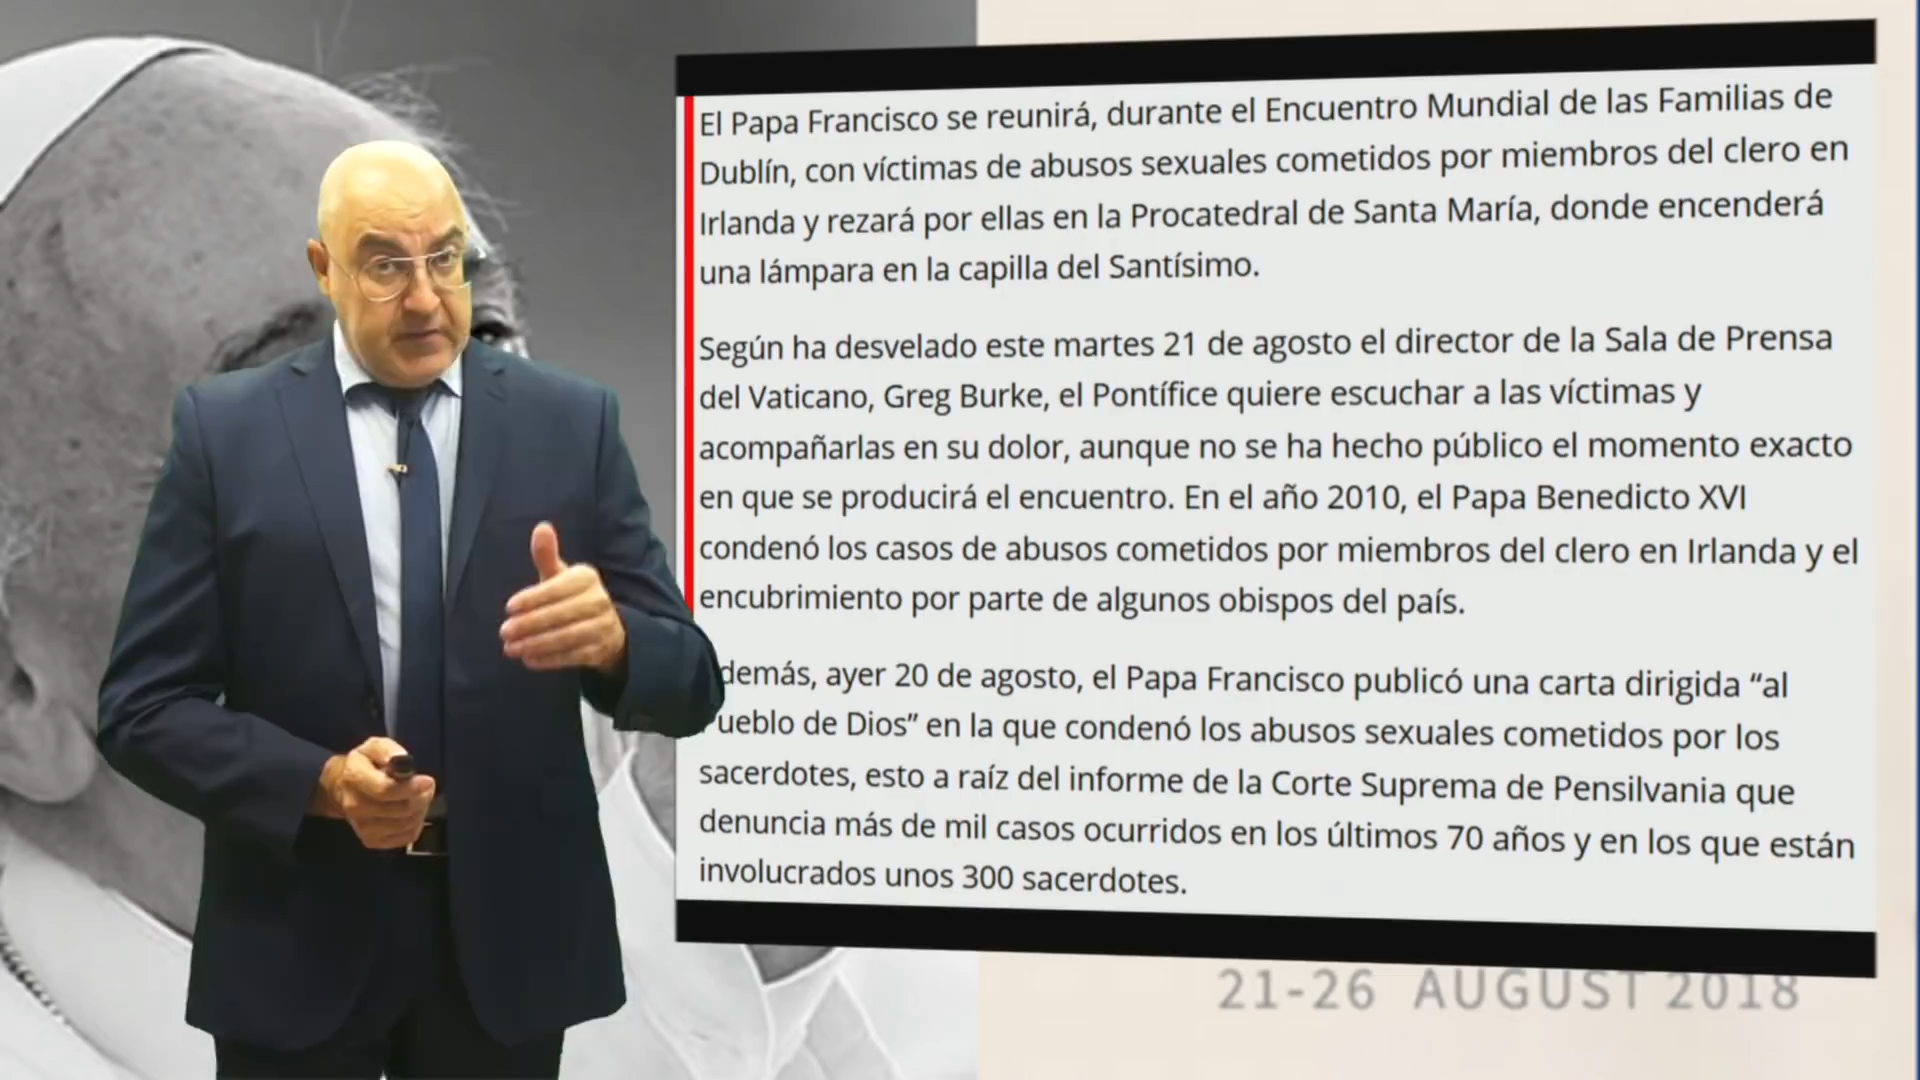 El Papa Francisco se reunirá, durante el Encuentro Mundial de las Familias de
Dublín, con víctimas de abusos sexuales cometidos por miembros del clero en
Irlanda y rezará por ellas en la Procatedral de Santa María, donde encenderá
una lámpara en la capilla del Santísimo.
Según ha desvelado este martes 21 de agosto el director de la Sala de Prensa
del Vaticano, Greg Burke, el Pontífice quiere escuchar a las víctimas y
acompañarlas en su dolor, aunque no se ha hecho público el momento exacto
en que se producirá el encuentro. En el año 2010, el Papa Benedicto XVI
condenó los casos de abusos cometidos por miembros del clero en Irlanda y el
encubrimiento por parte de algunos obispos del país.
demás, ayer 20 de agosto, el Papa Francisco publicó una carta dirigida “al
ueblo de Dios” en la que condenó los abusos sexuales cometidos por los
sacerdotes, esto a raíz del informe de la Corte Suprema de Pensilvania que
denuncia más de mil casos ocurridos en los últimos 70 años y en los que están
involucrados unos 300 sacerdotes.
21-26 AUGUST 2018